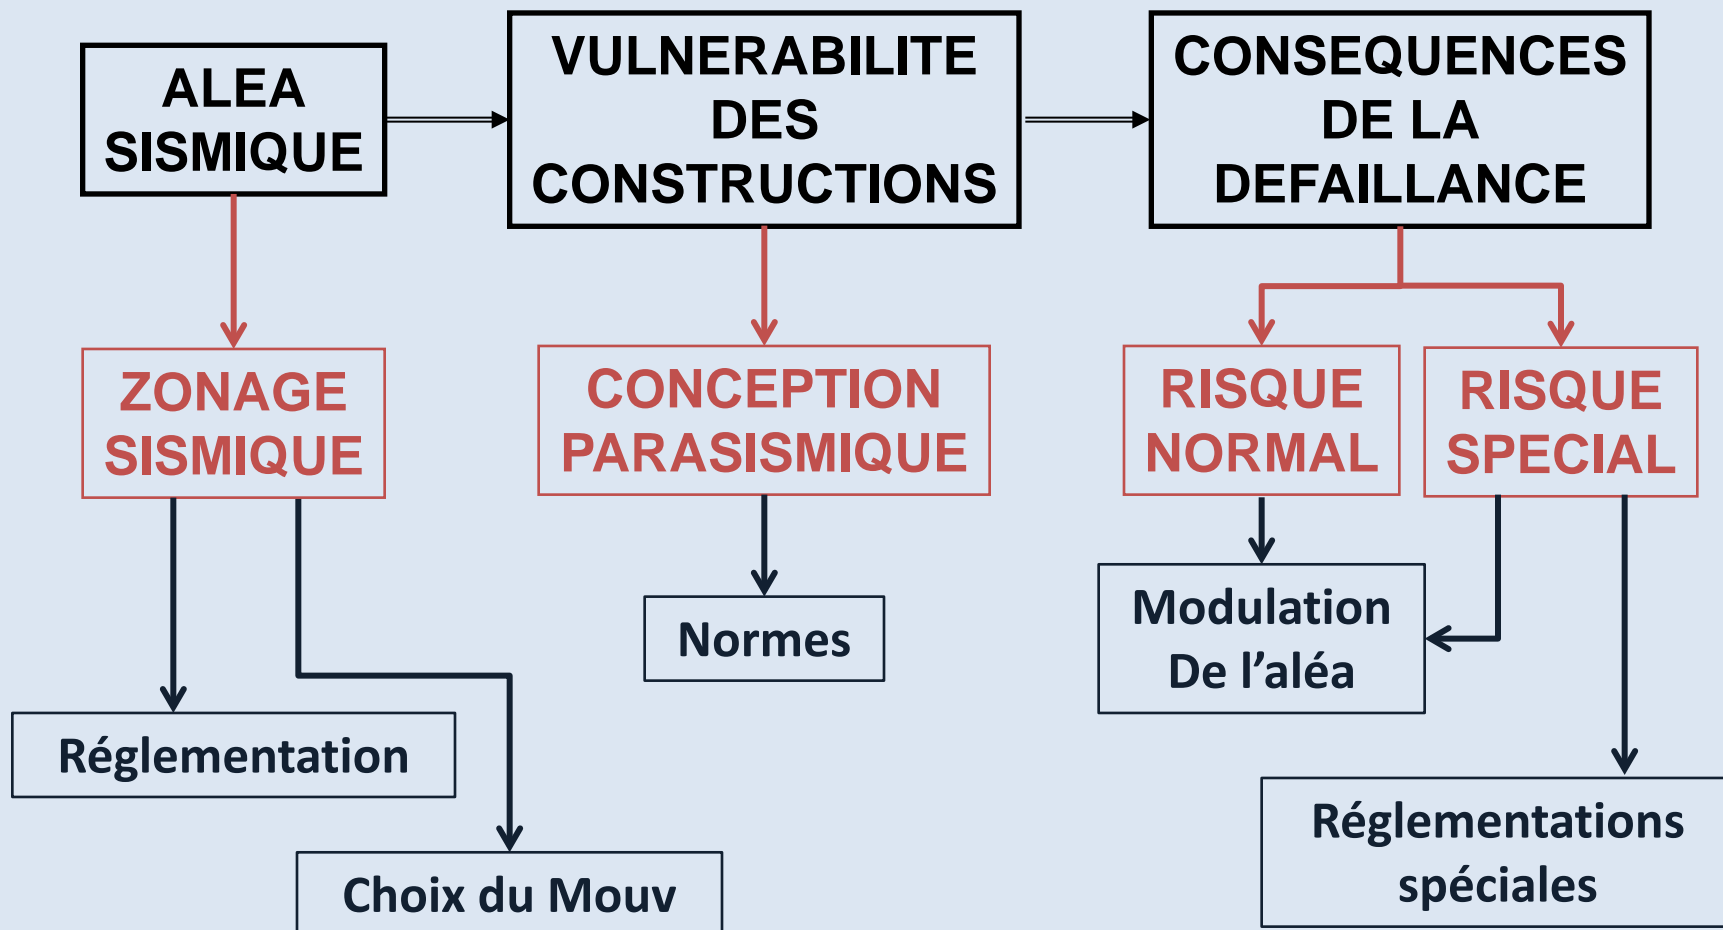 ALEA
SISMIQUE
VULNERABILITE
DES
CONSTRUCTIONS
CONSEQUENCES
DE LA
DEFAILLANCE
ZONAGE
SISMIQUE
CONCEPTION
PARASISMIQUE
RISQUE
NORMAL
RISQUE
SPECIAL
Normes
Modulation
De l’aléa
Réglementation
Choix du Mouv
Réglementations
spéciales